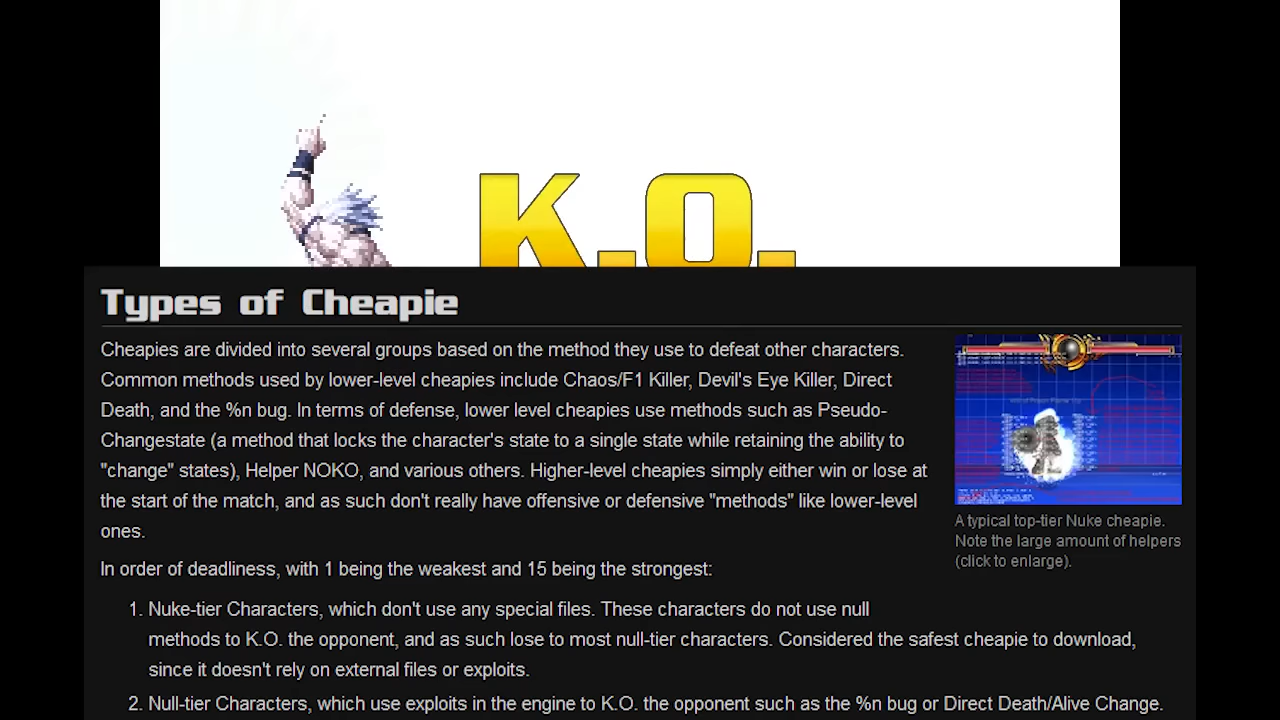 K.O.
Types of Cheapie
Cheapies are divided into several groups based on the method they use to defeat other characters.
Common methods used by lower-level cheapies include Chaos/F1 Killer, Devil's Eye Killer, Direct
Death, and the %n bug. In terms of defense, lower level cheapies use methods such as Pseudo-
Changestate (a method that locks the character's state to a single state while retaining the ability to
"change" states), Helper NOKO, and various others. Higher-level cheapies simply either win or lose at
the start of the match, and as such don't really have offensive or defensive "methods" like lower-level
ones.
A typical top-tier Nuke cheapie.
Note the large amount of helpers
(click to enlarge).
In order of deadliness, with 1 being the weakest and 15 being the strongest:
1. Nuke-tier Characters, which don't use any special files. These characters do not use null
methods to K.O. the opponent, and as such lose to most null-tier characters. Considered the safest cheapie to download,
since it doesn't rely on external files or exploits.
2. Null-tier Characters, which use exploits in the engine to K.O. the opponent such as the %n bug or Direct Death/Alive Change.